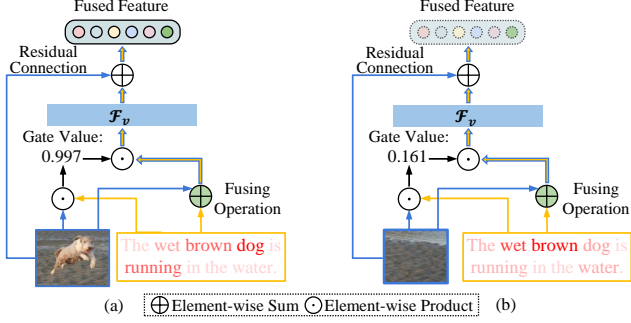 Fused Feature
Residual
Connection
𝓕𝒗
Gate Value:
0.997
Fusing
Operation
The wet brown dog is
running in the water.
(a)
Fused Feature
Residual
Connection
𝓕𝒗
Gate Value:
0.161
Fusing
Operation
The wet brown dog is
running in the water.
(b)
Element-wise Sum Element-wise Product